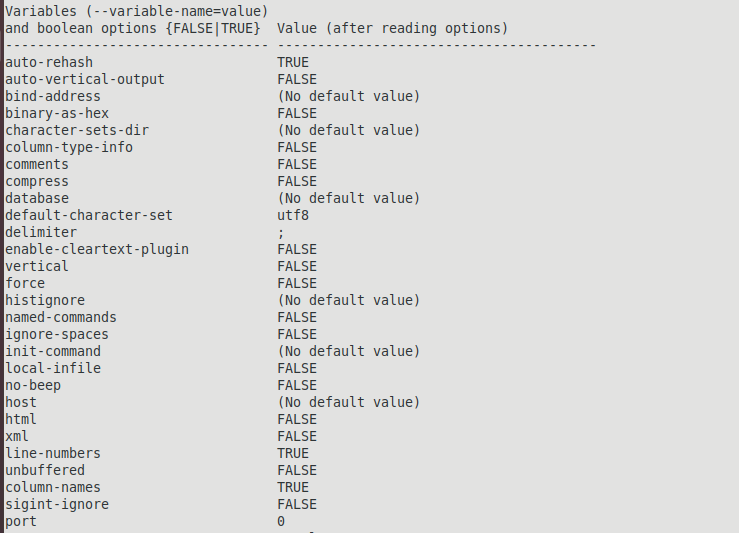 Variables (--variable-name=value)
and boolean options {FALSE|TRUE}  Value (after reading options)
--------------------------------- ----------------------------------------
auto-rehash                       TRUE
auto-vertical-output              FALSE
bind-address                      (No default value)
binary-as-hex                     FALSE
character-sets-dir                (No default value)
column-type-info                  FALSE
comments                          FALSE
compress                          FALSE
database                          (No default value)
default-character-set             utf8
delimiter                         ;
enable-cleartext-plugin           FALSE
vertical                          FALSE
force                             FALSE
histignore                        (No default value)
named-commands                    FALSE
ignore-spaces                     FALSE
init-command                      (No default value)
local-infile                      FALSE
no-beep                           FALSE
host                              (No default value)
html                              FALSE
xml                               FALSE
line-numbers                      TRUE
unbuffered                        FALSE
column-names                      TRUE
sigint-ignore                     FALSE
port                              0